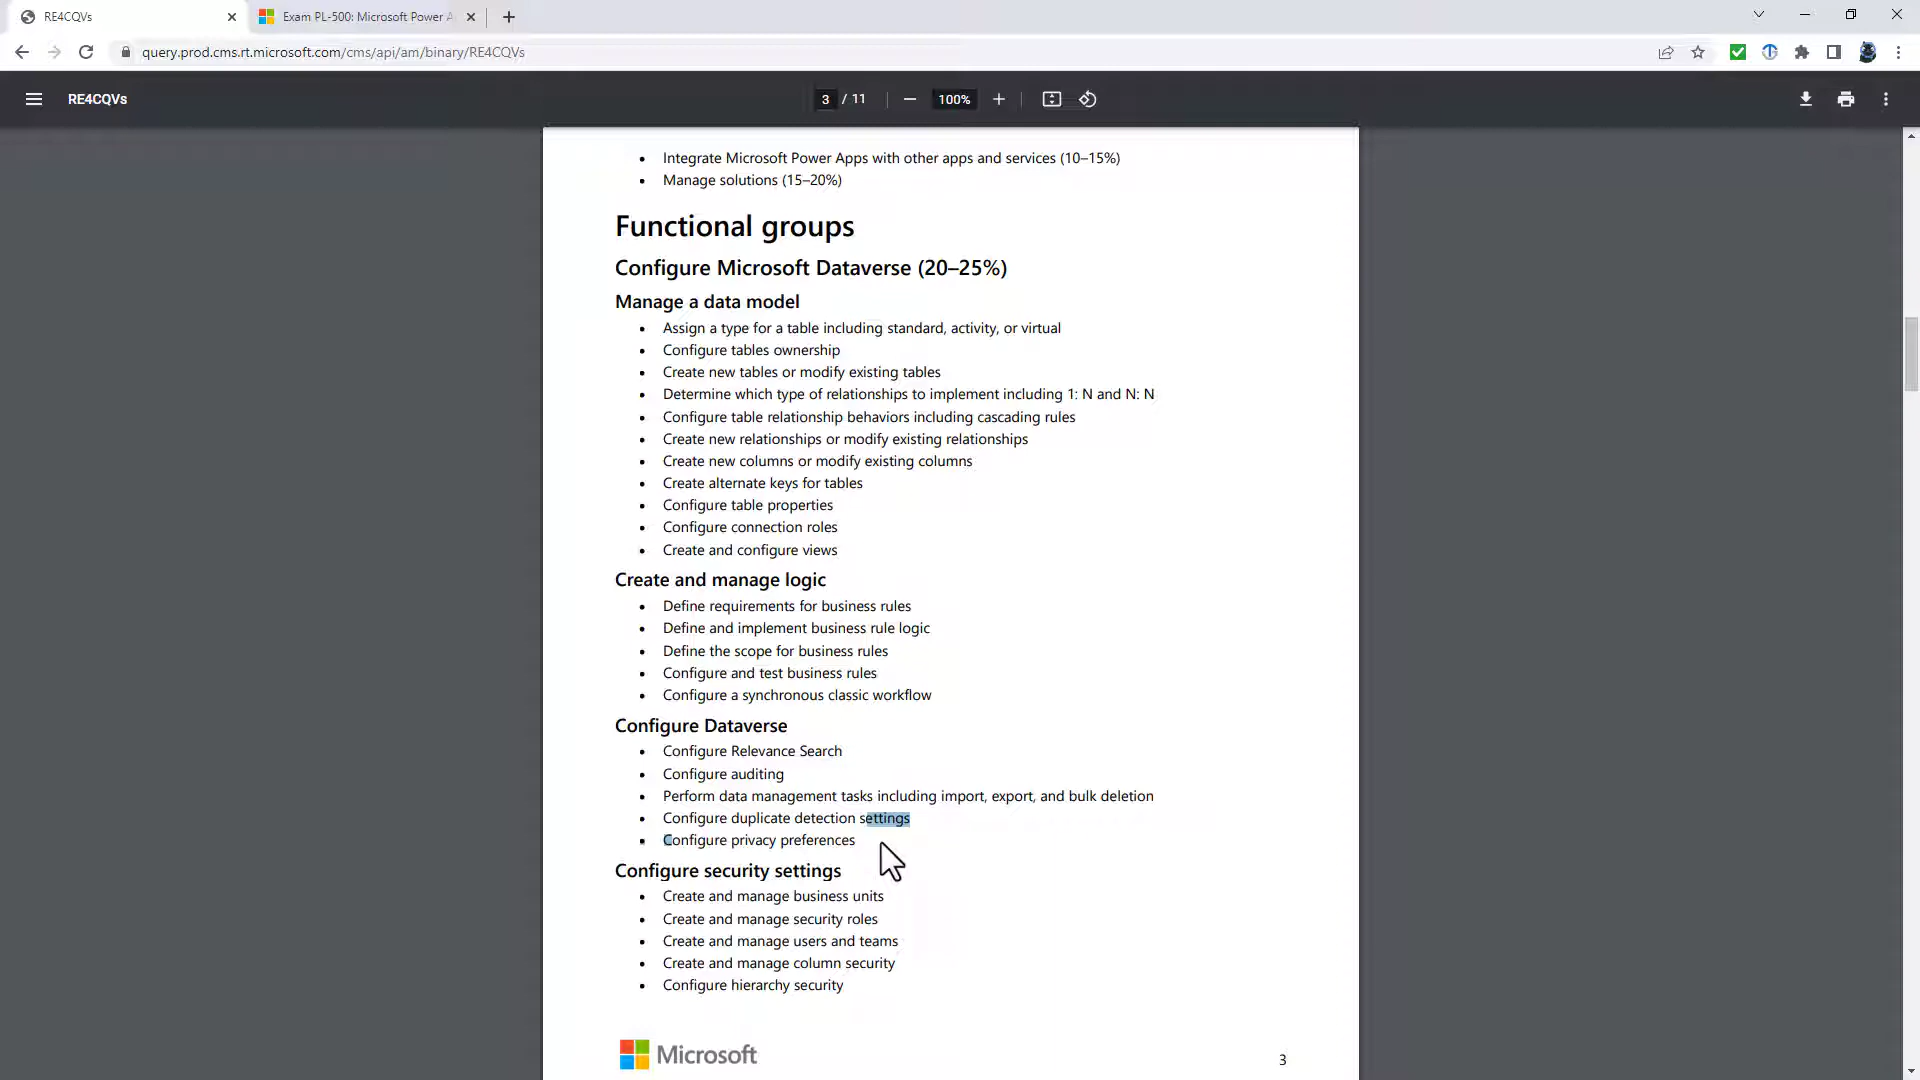 RE4CQVs
Exam PL-500: Microsoft Power A
query.prod.cms.rt.microsoft.com/cms/api/am/binary/RE4CQVs
RE4CQVs
3 / 11
100%
• Integrate Microsoft Power Apps with other apps and services (10–15%)
• Manage solutions (15–20%)
Functional groups
Configure Microsoft Dataverse (20–25%)
Manage a data model
• Assign a type for a table including standard, activity, or virtual
• Configure tables ownership
• Create new tables or modify existing tables
• Determine which type of relationships to implement including 1: N and N: N
• Configure table relationship behaviors including cascading rules
• Create new relationships or modify existing relationships
• Create new columns or modify existing columns
• Create alternate keys for tables
• Configure table properties
• Configure connection roles
• Create and configure views
Create and manage logic
• Define requirements for business rules
• Define and implement business rule logic
• Define the scope for business rules
• Configure and test business rules
• Configure a synchronous classic workflow
Configure Dataverse
• Configure Relevance Search
• Configure auditing
• Perform data management tasks including import, export, and bulk deletion
• Configure duplicate detection settings
• Configure privacy preferences
Configure security settings
• Create and manage business units
• Create and manage security roles
• Create and manage users and teams
• Create and manage column security
• Configure hierarchy security
Microsoft
3